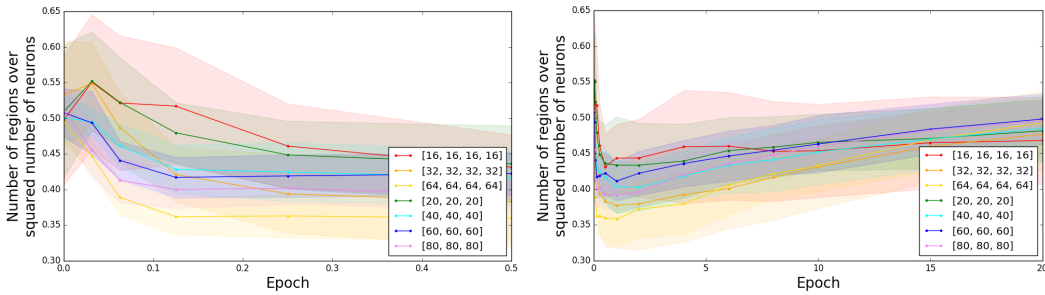 Number of regions over
squared number of neurons
0.65
0.60
0.55
0.50
0.45
0.40
0.35
0.30
0.0
0.1
0.2
0.3
0.4
0.5
Epoch
[16, 16, 16, 16]
[32, 32, 32, 32]
[64, 64, 64, 64]
[20, 20, 20]
[40, 40, 40]
[60, 60, 60]
[80, 80, 80]
Number of regions over
squared number of neurons
0.65
0.60
0.55
0.50
0.45
0.40
0.35
0.30
0
5
10
15
20
Epoch
[16, 16, 16, 16]
[32, 32, 32, 32]
[64, 64, 64, 64]
[20, 20, 20]
[40, 40, 40]
[60, 60, 60]
[80, 80, 80]